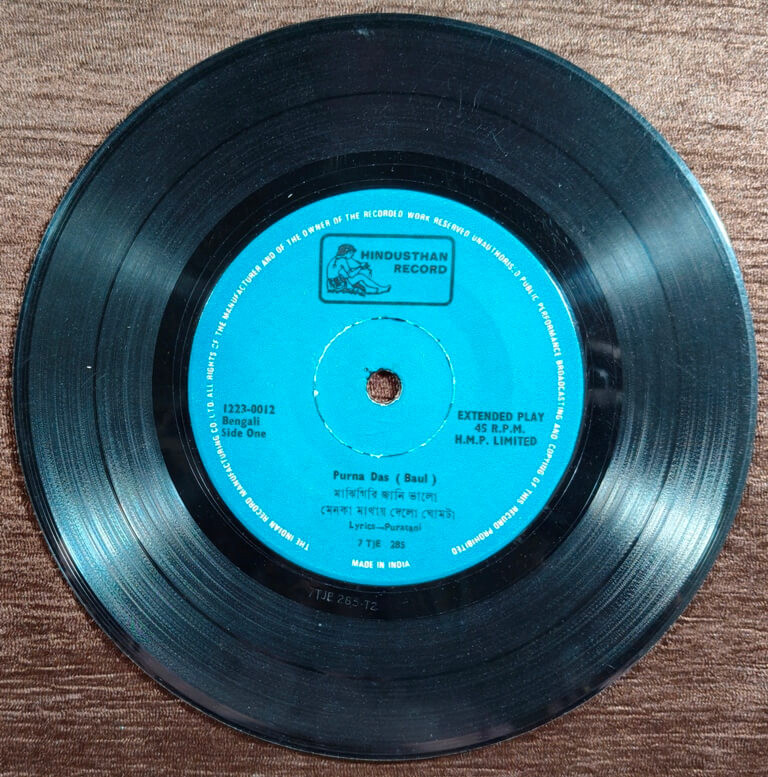 THE INDIAN RECORD MANUFACTURING CO LTD. ALL RIGHTS OF THE MANUFACTURER AND OF THE OWNER OF THE RECORDED WORK RESERVED UNAUTHORISED PUBLIC PERFORMANCE BROADCASTING AND COPYING OF THIS RECORD PROHIBITED
HINDUSTHAN
RECORD
1223-0012
Bengali
Side One
EXTENDED PLAY
45 R.P.M.
H.M.P. LIMITED
Purna Das ( Baul )
মাঝিগিরি জানি ভালো
মেনকা মাথায় দেলো ঘোমটা
Lyrics—Puratani
7 TJE 285
MADE IN INDIA
7TJE 285-T2